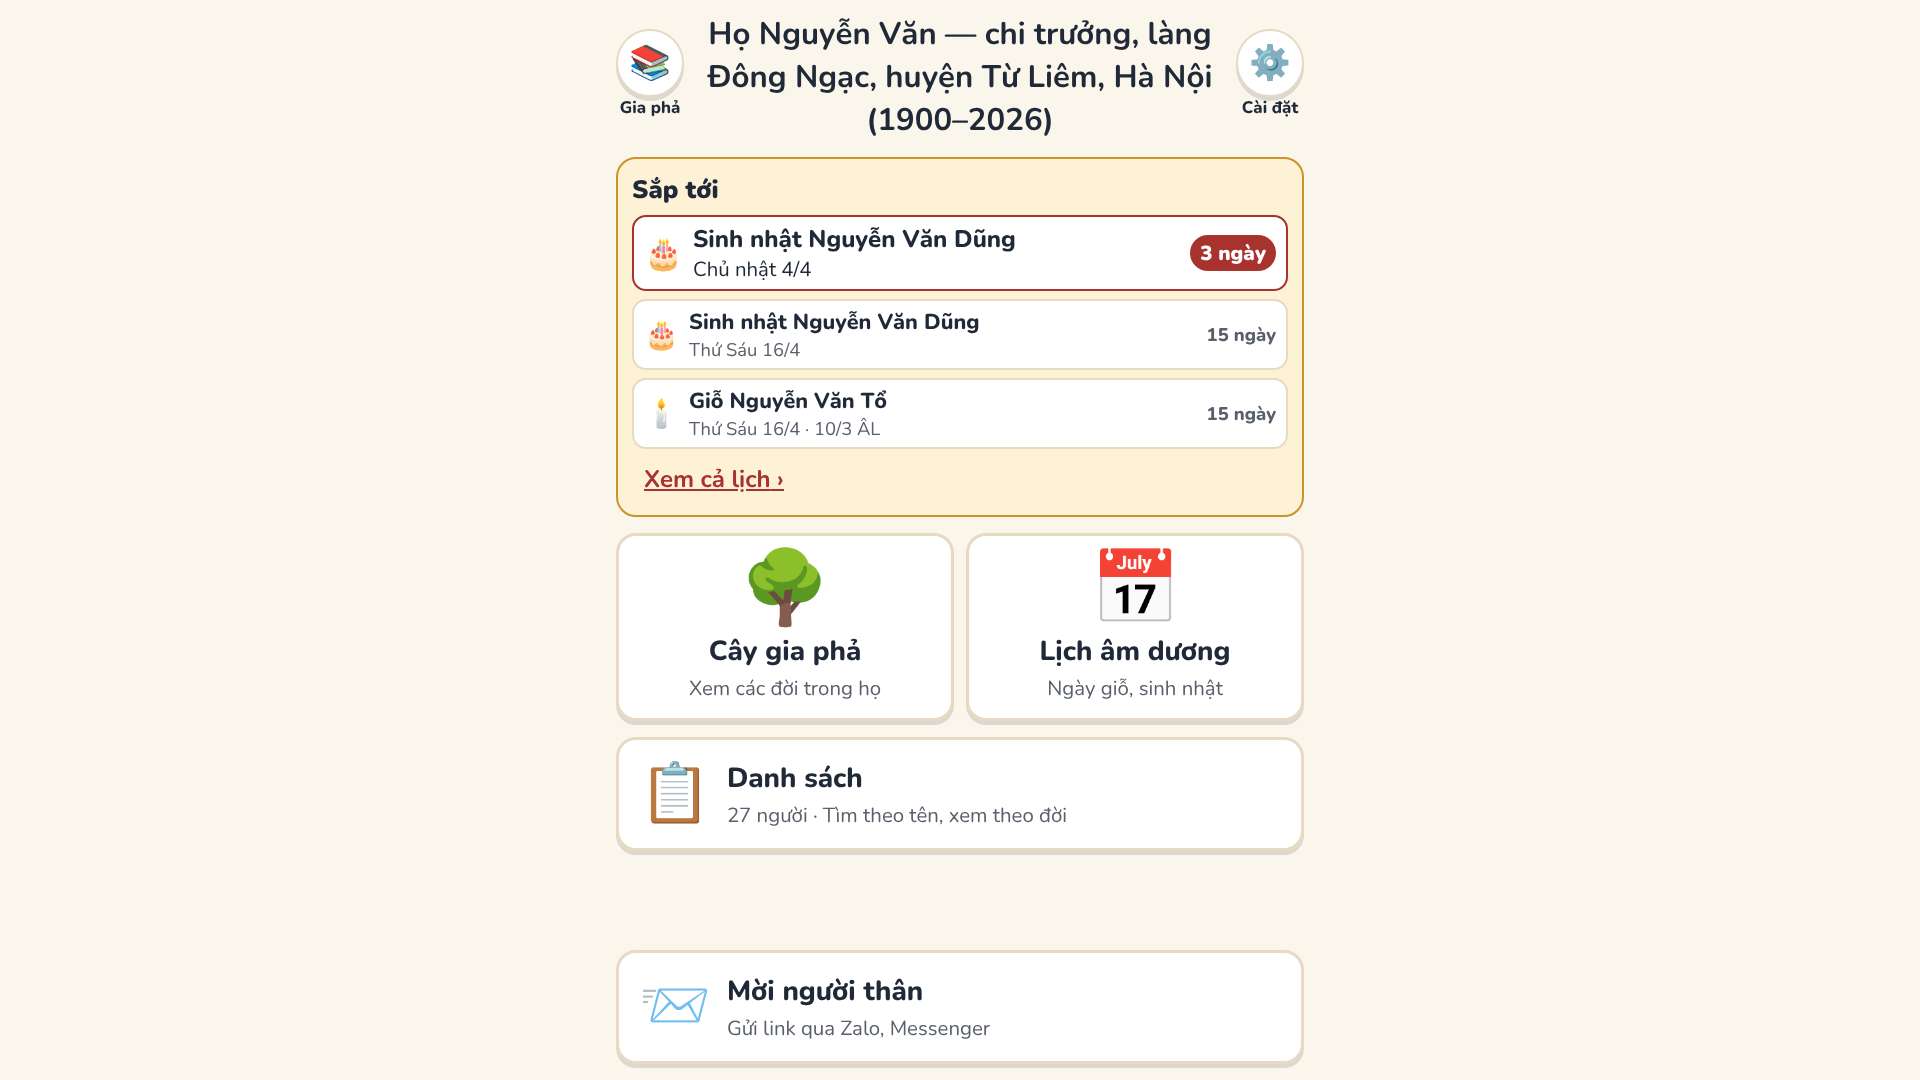 Họ Nguyễn Văn — chi trưởng, làng
Đông Ngạc, huyện Từ Liêm, Hà Nội
(1900–2026)
Gia phả
Cài đặt
Sắp tới
Sinh nhật Nguyễn Văn Dũng
Chủ nhật 4/4
3 ngày
Sinh nhật Nguyễn Văn Dũng
Thứ Sáu 16/4
15 ngày
Giỗ Nguyễn Văn Tổ
Thứ Sáu 16/4 · 10/3 ÂL
15 ngày
Xem cả lịch ›
Cây gia phả
Xem các đời trong họ
July
17
Lịch âm dương
Ngày giỗ, sinh nhật
Danh sách
27 người · Tìm theo tên, xem theo đời
Mời người thân
Gửi link qua Zalo, Messenger